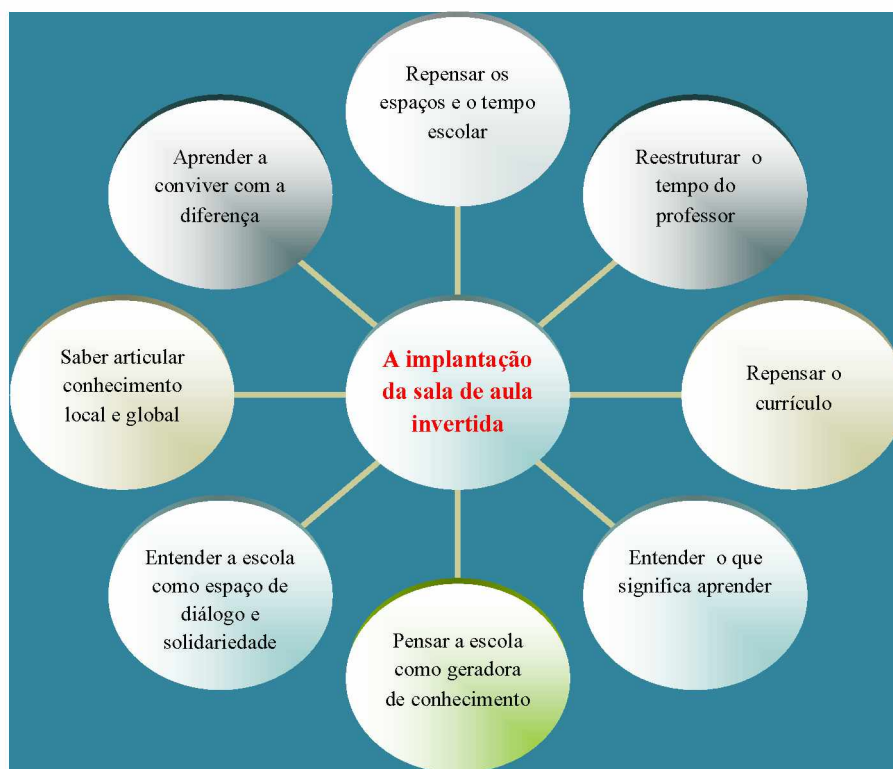 Repensar os
espaços e o tempo
escolar
Reestruturar o
tempo do
professor
Repensar o
currículo
Entender o que
significa aprender
Pensar a escola
como geradora
de conhecimento
Entender a escola
como espaço de
diálogo e
solidariedade
Saber articular
conhecimento
local e global
Aprender a
conviver com a
diferença
A implantação
da sala de aula
invertida